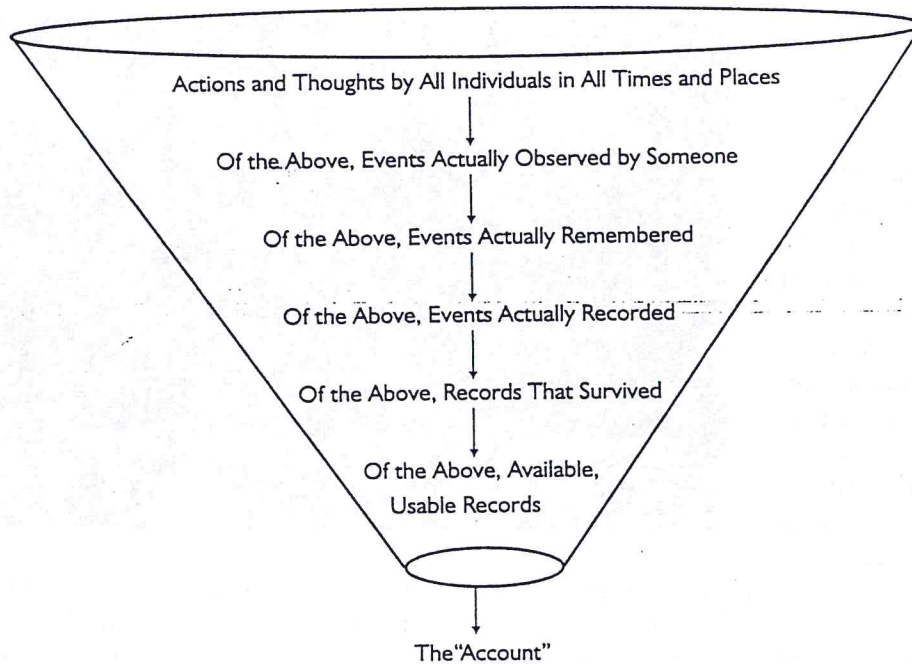 Actions and Thoughts by All Individuals in All Times and Places
Of the Above, Events Actually Observed by Someone
Of the Above, Events Actually Remembered
Of the Above, Events Actually Recorded
Of the Above, Records That Survived
Of the Above, Available,
Usable Records
The "Account"